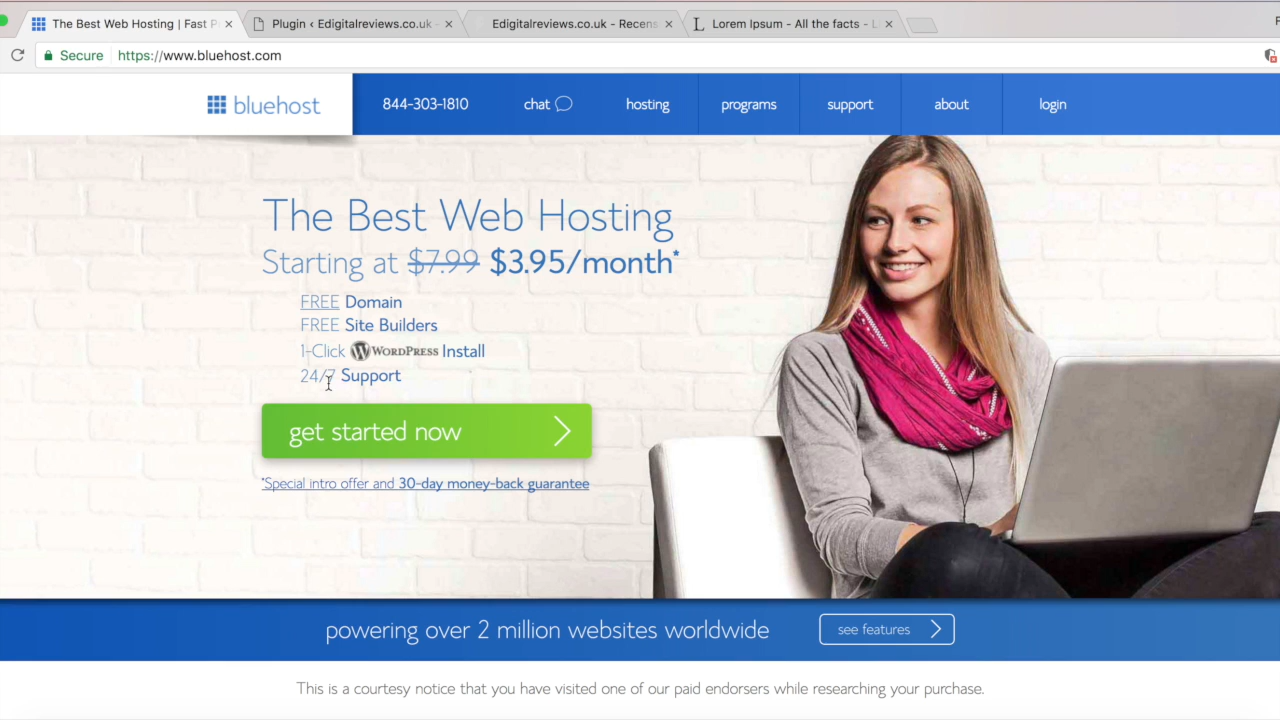 The Best Web Hosting | Fast P
Plugin ‹ Edigitalreviews.co.uk
Edigitalreviews.co.uk - Recens
Lorem Ipsum - All the facts - L
Secure
https://www.bluehost.com
bluehost
844-303-1810
chat
hosting
programs
support
about
login
The Best Web Hosting
Starting at $7.99 $3.95/month*
FREE Domain
FREE Site Builders
1-Click WORDPRESS Install
24/7 Support
get started now
*Special intro offer and 30-day money-back guarantee
powering over 2 million websites worldwide
see features
This is a courtesy notice that you have visited one of our paid endorsers while researching your purchase.